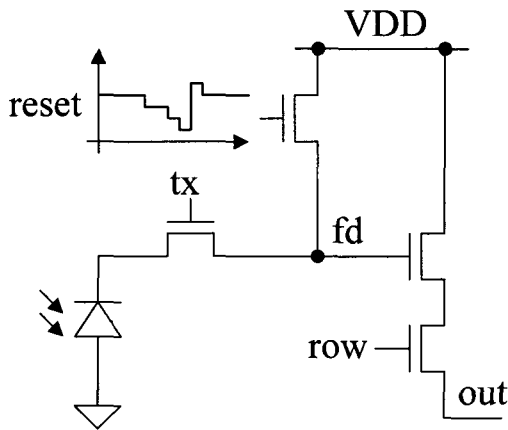 VDD
reset
tx
fd
row
out